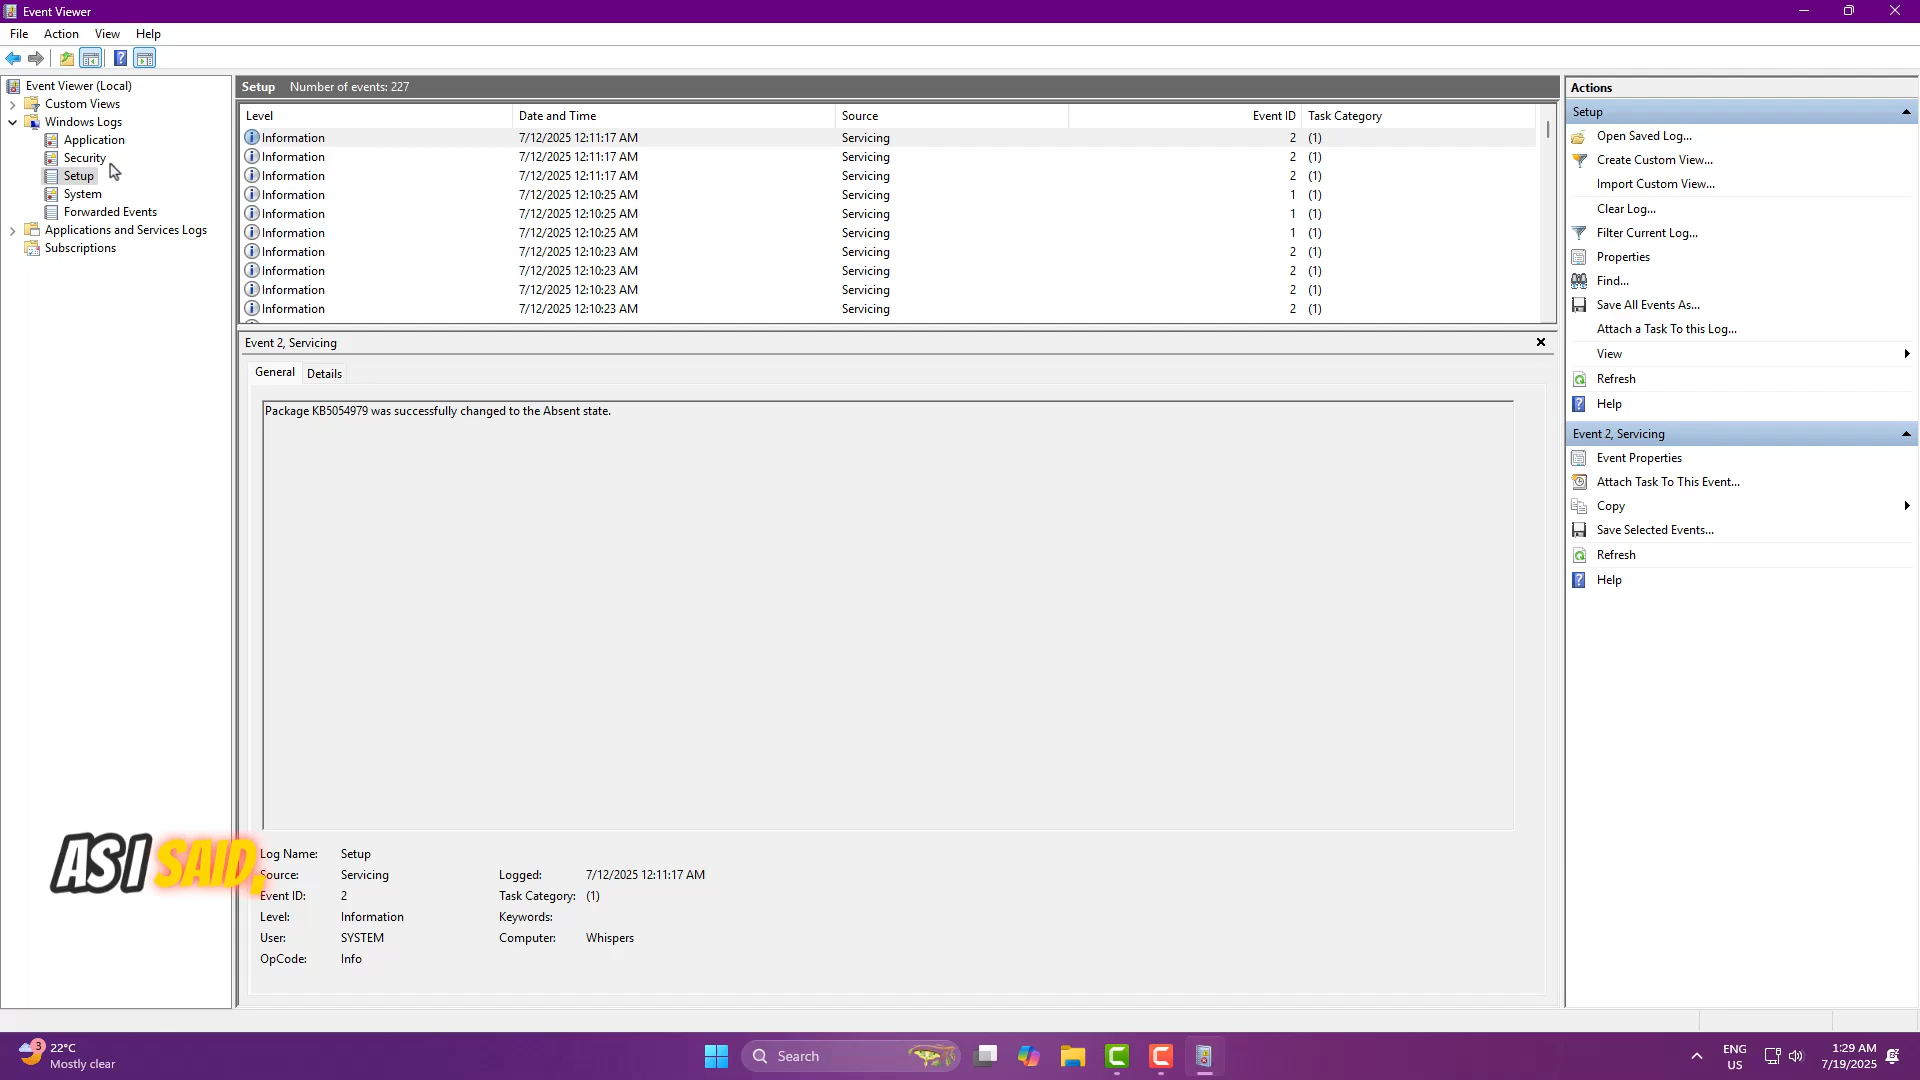 Event Viewer
File Action View Help
Event Viewer (Local)
Custom Views
Windows Logs
Application
Security
Setup
System
Forwarded Events
Applications and Services Logs
Subscriptions
Setup Number of events: 227
Level Date and Time Source Event ID Task Category
Information 7/12/2025 12:11:17 AM Servicing 2 (1)
Information 7/12/2025 12:11:17 AM Servicing 2 (1)
Information 7/12/2025 12:11:17 AM Servicing 2 (1)
Information 7/12/2025 12:10:25 AM Servicing 1 (1)
Information 7/12/2025 12:10:25 AM Servicing 1 (1)
Information 7/12/2025 12:10:25 AM Servicing 1 (1)
Information 7/12/2025 12:10:23 AM Servicing 2 (1)
Information 7/12/2025 12:10:23 AM Servicing 2 (1)
Information 7/12/2025 12:10:23 AM Servicing 2 (1)
Information 7/12/2025 12:10:23 AM Servicing 2 (1)
Event 2, Servicing
General Details
Package KB5054979 was successfully changed to the Absent state.
Log Name: Setup
Source: Servicing Logged: 7/12/2025 12:11:17 AM
Event ID: 2 Task Category: (1)
Level: Information Keywords:
User: SYSTEM Computer: Whispers
OpCode: Info
AS I SAID,
Actions
Setup
Open Saved Log...
Create Custom View...
Import Custom View...
Clear Log...
Filter Current Log...
Properties
Find...
Save All Events As...
Attach a Task To this Log...
View
Refresh
Help
Event 2, Servicing
Event Properties
Attach Task To This Event...
Copy
Save Selected Events...
Refresh
Help
3
22°C
Mostly clear
Search
ENG
US
1:29 AM
7/19/2025